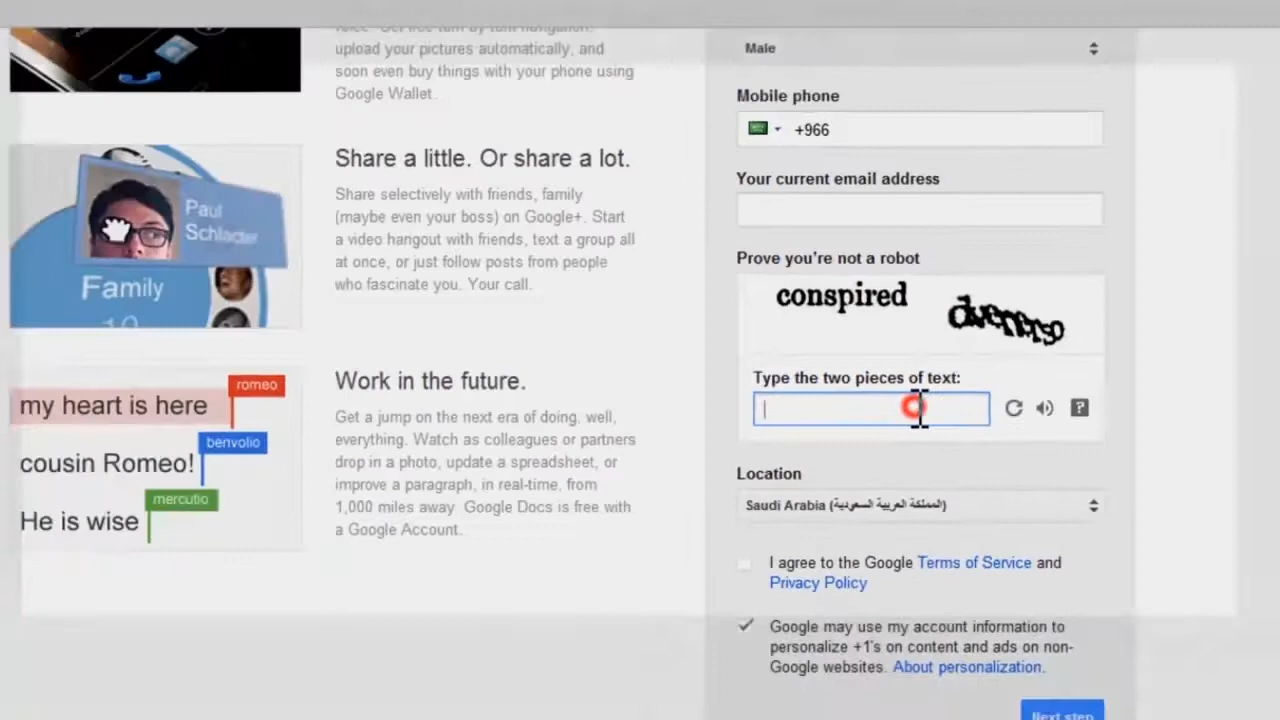 upload your pictures automatically, and
soon even buy things with your phone using
Google Wallet.
Paul
Family
Share a little. Or share a lot.
Share selectively with friends, family
(maybe even your boss) on Google+. Start
a video hangout with friends, text a group all
at once, or just follow posts from people
who fascinate you. Your call.
romeo
my heart is here
benvolio
cousin Romeo!
mercutio
He is wise
Work in the future.
Get a jump on the next era of doing, well,
everything. Watch as colleagues or partners
drop in a photo, update a spreadsheet, or
improve a paragraph, in real-time, from
1,000 miles away. Google Docs is free with
a Google Account.
Male
Mobile phone
+966
Your current email address
Prove you're not a robot
conspired
Type the two pieces of text:
Location
Saudi Arabia (المملكة العربية السعودية)
I agree to the Google Terms of Service and
Privacy Policy
Google may use my account information to
personalize +1's on content and ads on non-
Google websites. About personalization.
Next step